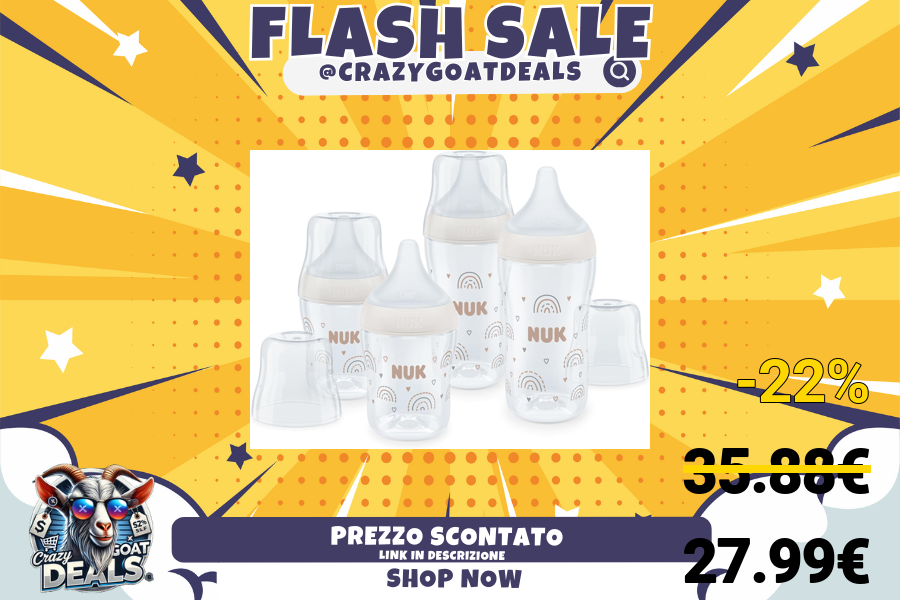 FLASH SALE
@CRAZYGOATDEALS
NUK
NUK
NUK
NUK
-22%
35.88€
27.99€
PREZZO SCONTATO
LINK IN DESCRIZIONE
SHOP NOW
$
Crazy
GOAT
DEALS